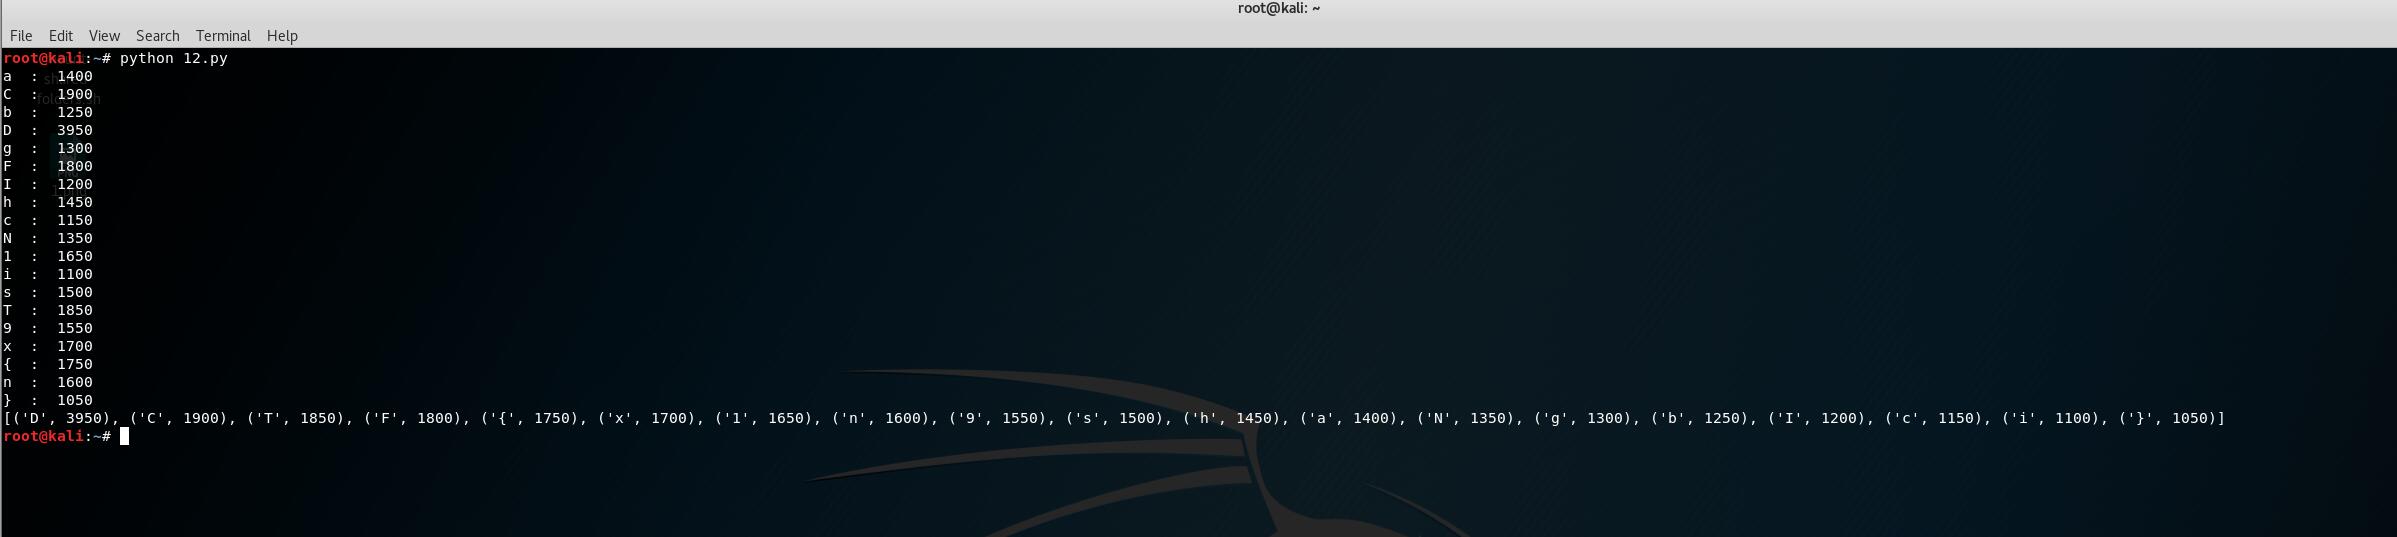 root@kali: ~
File Edit View Search Terminal Help
root@kali:~# python 12.py
a  :  1400
C  :  1900
b  :  1250
D  :  3950
g  :  1300
F  :  1800
I  :  1200
h  :  1450
c  :  1150
N  :  1350
1  :  1650
i  :  1100
s  :  1500
T  :  1850
9  :  1550
x  :  1700
{  :  1750
n  :  1600
}  :  1050
[('D', 3950), ('C', 1900), ('T', 1850), ('F', 1800), ('{', 1750), ('x', 1700), ('1', 1650), ('n', 1600), ('9', 1550), ('s', 1500), ('h', 1450), ('a', 1400), ('N', 1350), ('g', 1300), ('b', 1250), ('I', 1200), ('c', 1150), ('i', 1100), ('}', 1050)]
root@kali:~#